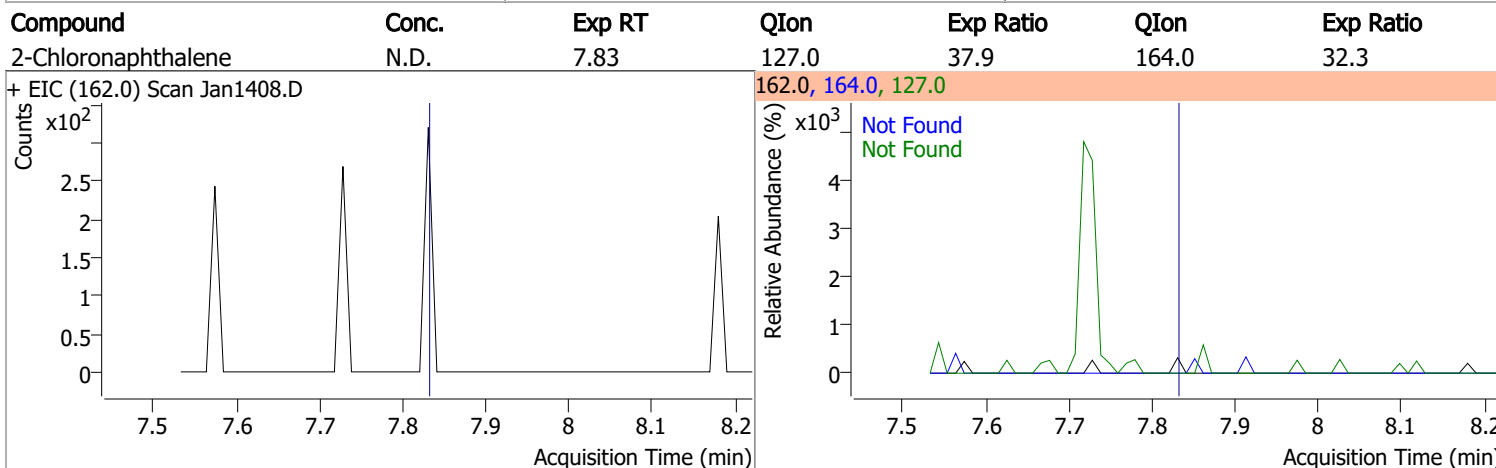 Compound Conc. Exp RT QIon Exp Ratio QIon Exp Ratio
2-Chloronaphthalene N.D. 7.83 127.0 37.9 164.0 32.3
+ EIC (162.0) Scan Jan1408.D
Counts
x10²
2.5
2
1.5
1
0.5
0
7.5 7.6 7.7 7.8 7.9 8 8.1 8.2
Acquisition Time (min)
162.0, 164.0, 127.0
Relative Abundance (%)
x10³
Not Found
Not Found
4
3
2
1
0
7.5 7.6 7.7 7.8 7.9 8 8.1 8.2
Acquisition Time (min)